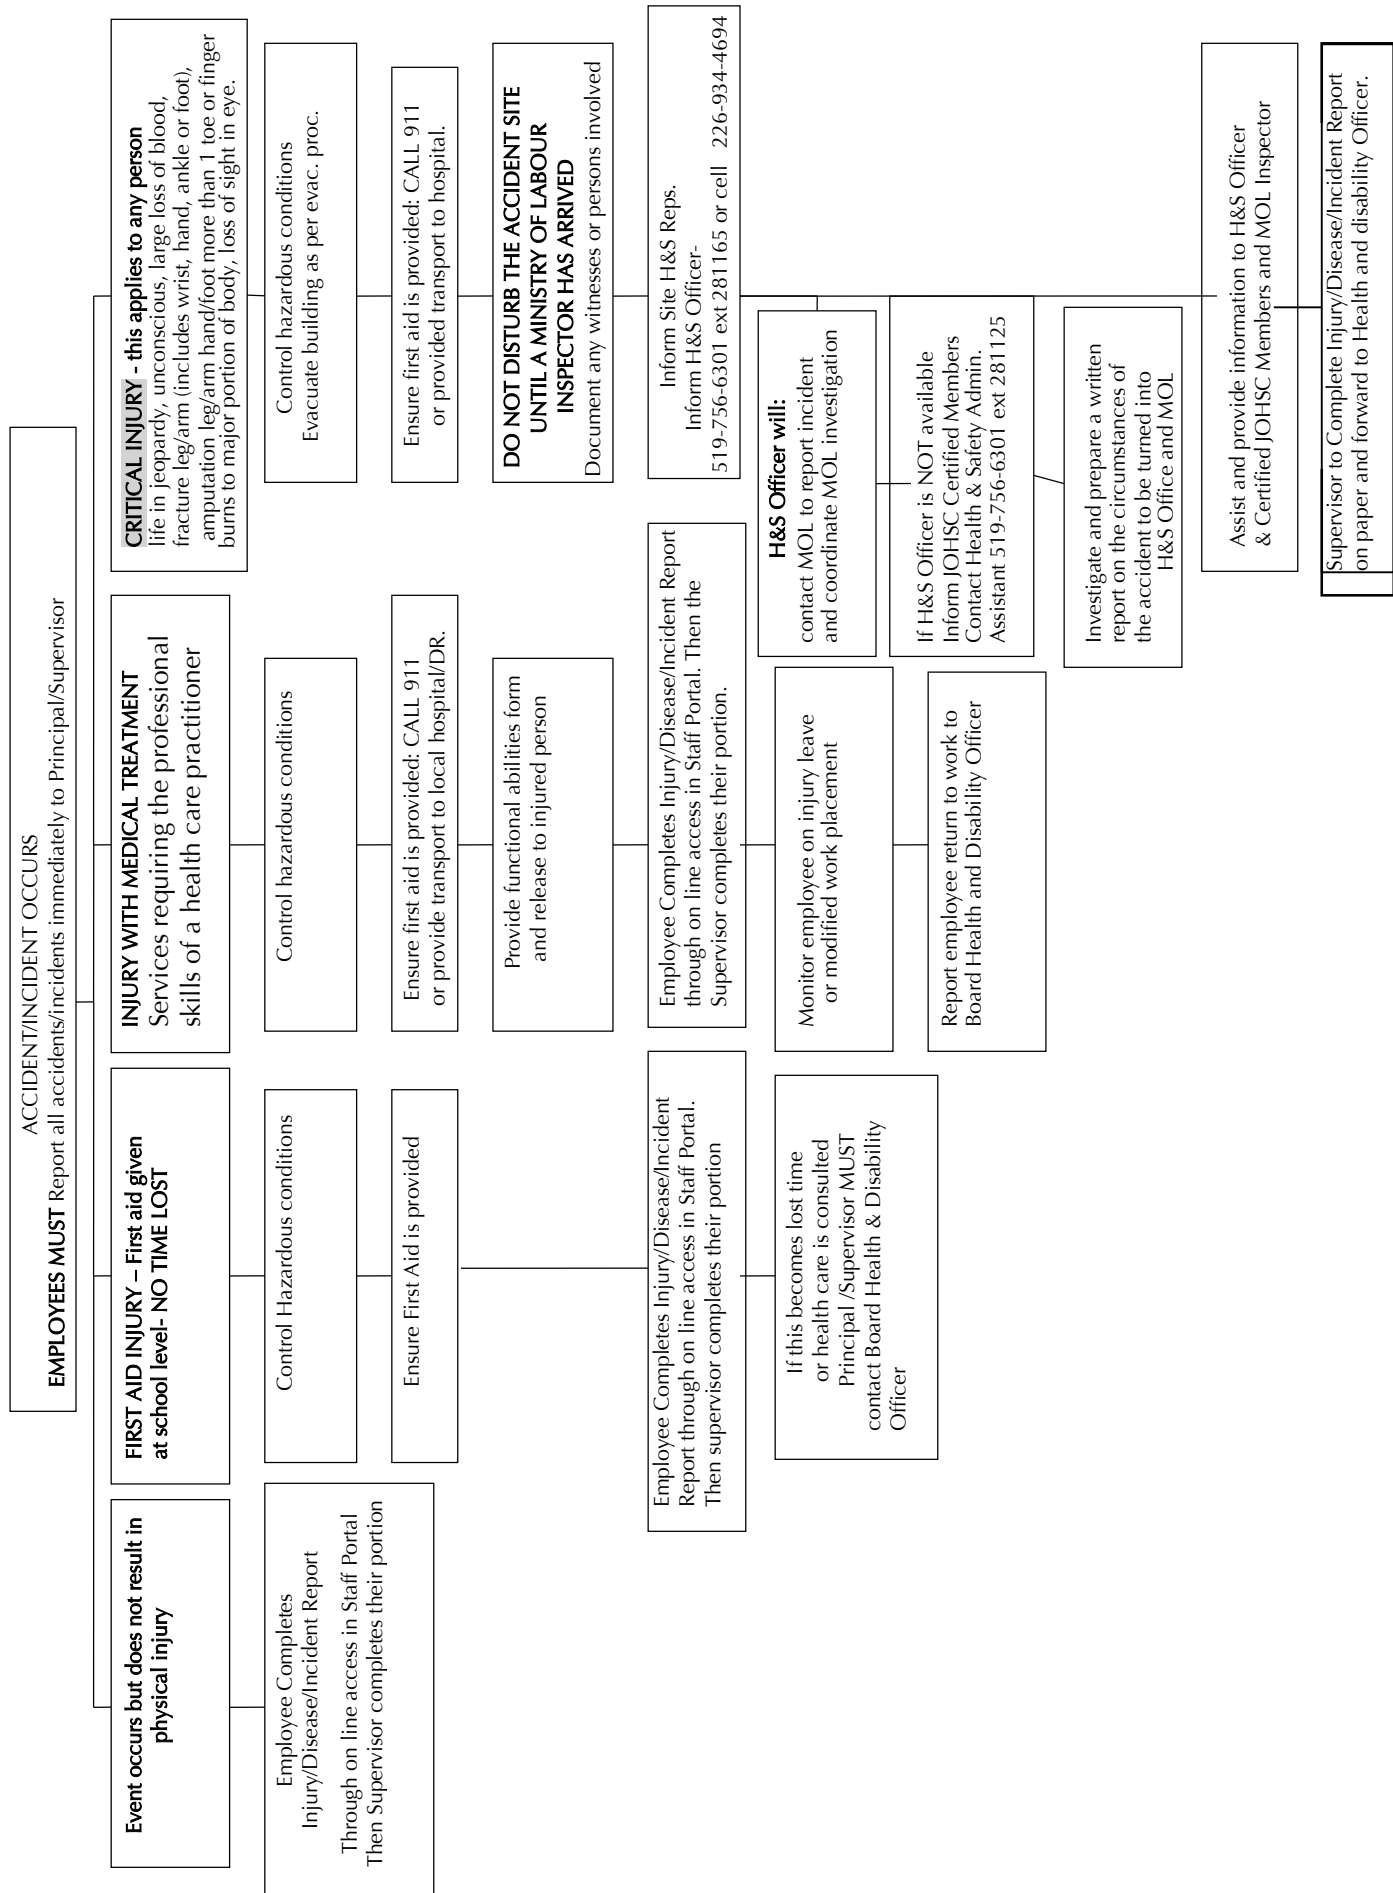 ACCIDENT/INCIDENT OCCURS
EMPLOYEES MUST Report all accidents/incidents immediately to Principal/Supervisor
Event occurs but does not result in
physical injury
Employee Completes
Injury/Disease/Incident Report
Through on line access in Staff Portal
Then Supervisor completes their portion
FIRST AID INJURY – First aid given
at school level- NO TIME LOST
Control Hazardous conditions
Ensure First Aid is provided
Employee Completes Injury/Disease/Incident
Report through on line access in Staff Portal.
Then supervisor completes their portion
If this becomes lost time
or health care is consulted
Principal /Supervisor MUST
contact Board Health & Disability
Officer
INJURY WITH MEDICAL TREATMENT
Services requiring the professional
skills of a health care practitioner
Control hazardous conditions
Ensure first aid is provided: CALL 911
or provide transport to local hospital/DR.
Provide functional abilities form
and release to injured person
Employee Completes Injury/Disease/Incident Report
through on line access in Staff Portal. Then the
Supervisor completes their portion.
Monitor employee on injury leave
or modified work placement
Report employee return to work to
Board Health and Disability Officer
CRITICAL INJURY - this applies to any person
life in jeopardy, unconscious, large loss of blood,
fracture leg/arm (includes wrist, hand, ankle or foot),
amputation leg/arm hand/foot more than 1 toe or finger
burns to major portion of body, loss of sight in eye.
Control hazardous conditions
Evacuate building as per evac. proc.
Ensure first aid is provided: CALL 911
or provided transport to hospital.
DO NOT DISTURB THE ACCIDENT SITE
UNTIL A MINISTRY OF LABOUR
INSPECTOR HAS ARRIVED
Document any witnesses or persons involved
Inform Site H&S Reps.
Inform H&S Officer-
519-756-6301 ext 281165 or cell 226-934-4694
H&S Officer will:
contact MOL to report incident
and coordinate MOL investigation
If H&S Officer is NOT available
Inform JOHSC Certified Members
Contact Health & Safety Admin.
Assistant 519-756-6301 ext 281125
Investigate and prepare a written
report on the circumstances of
the accident to be turned into
H&S Office and MOL
Assist and provide information to H&S Officer
& Certified JOHSC Members and MOL Inspector
Supervisor to Complete Injury/Disease/Incident Report
on paper and forward to Health and disability Officer.